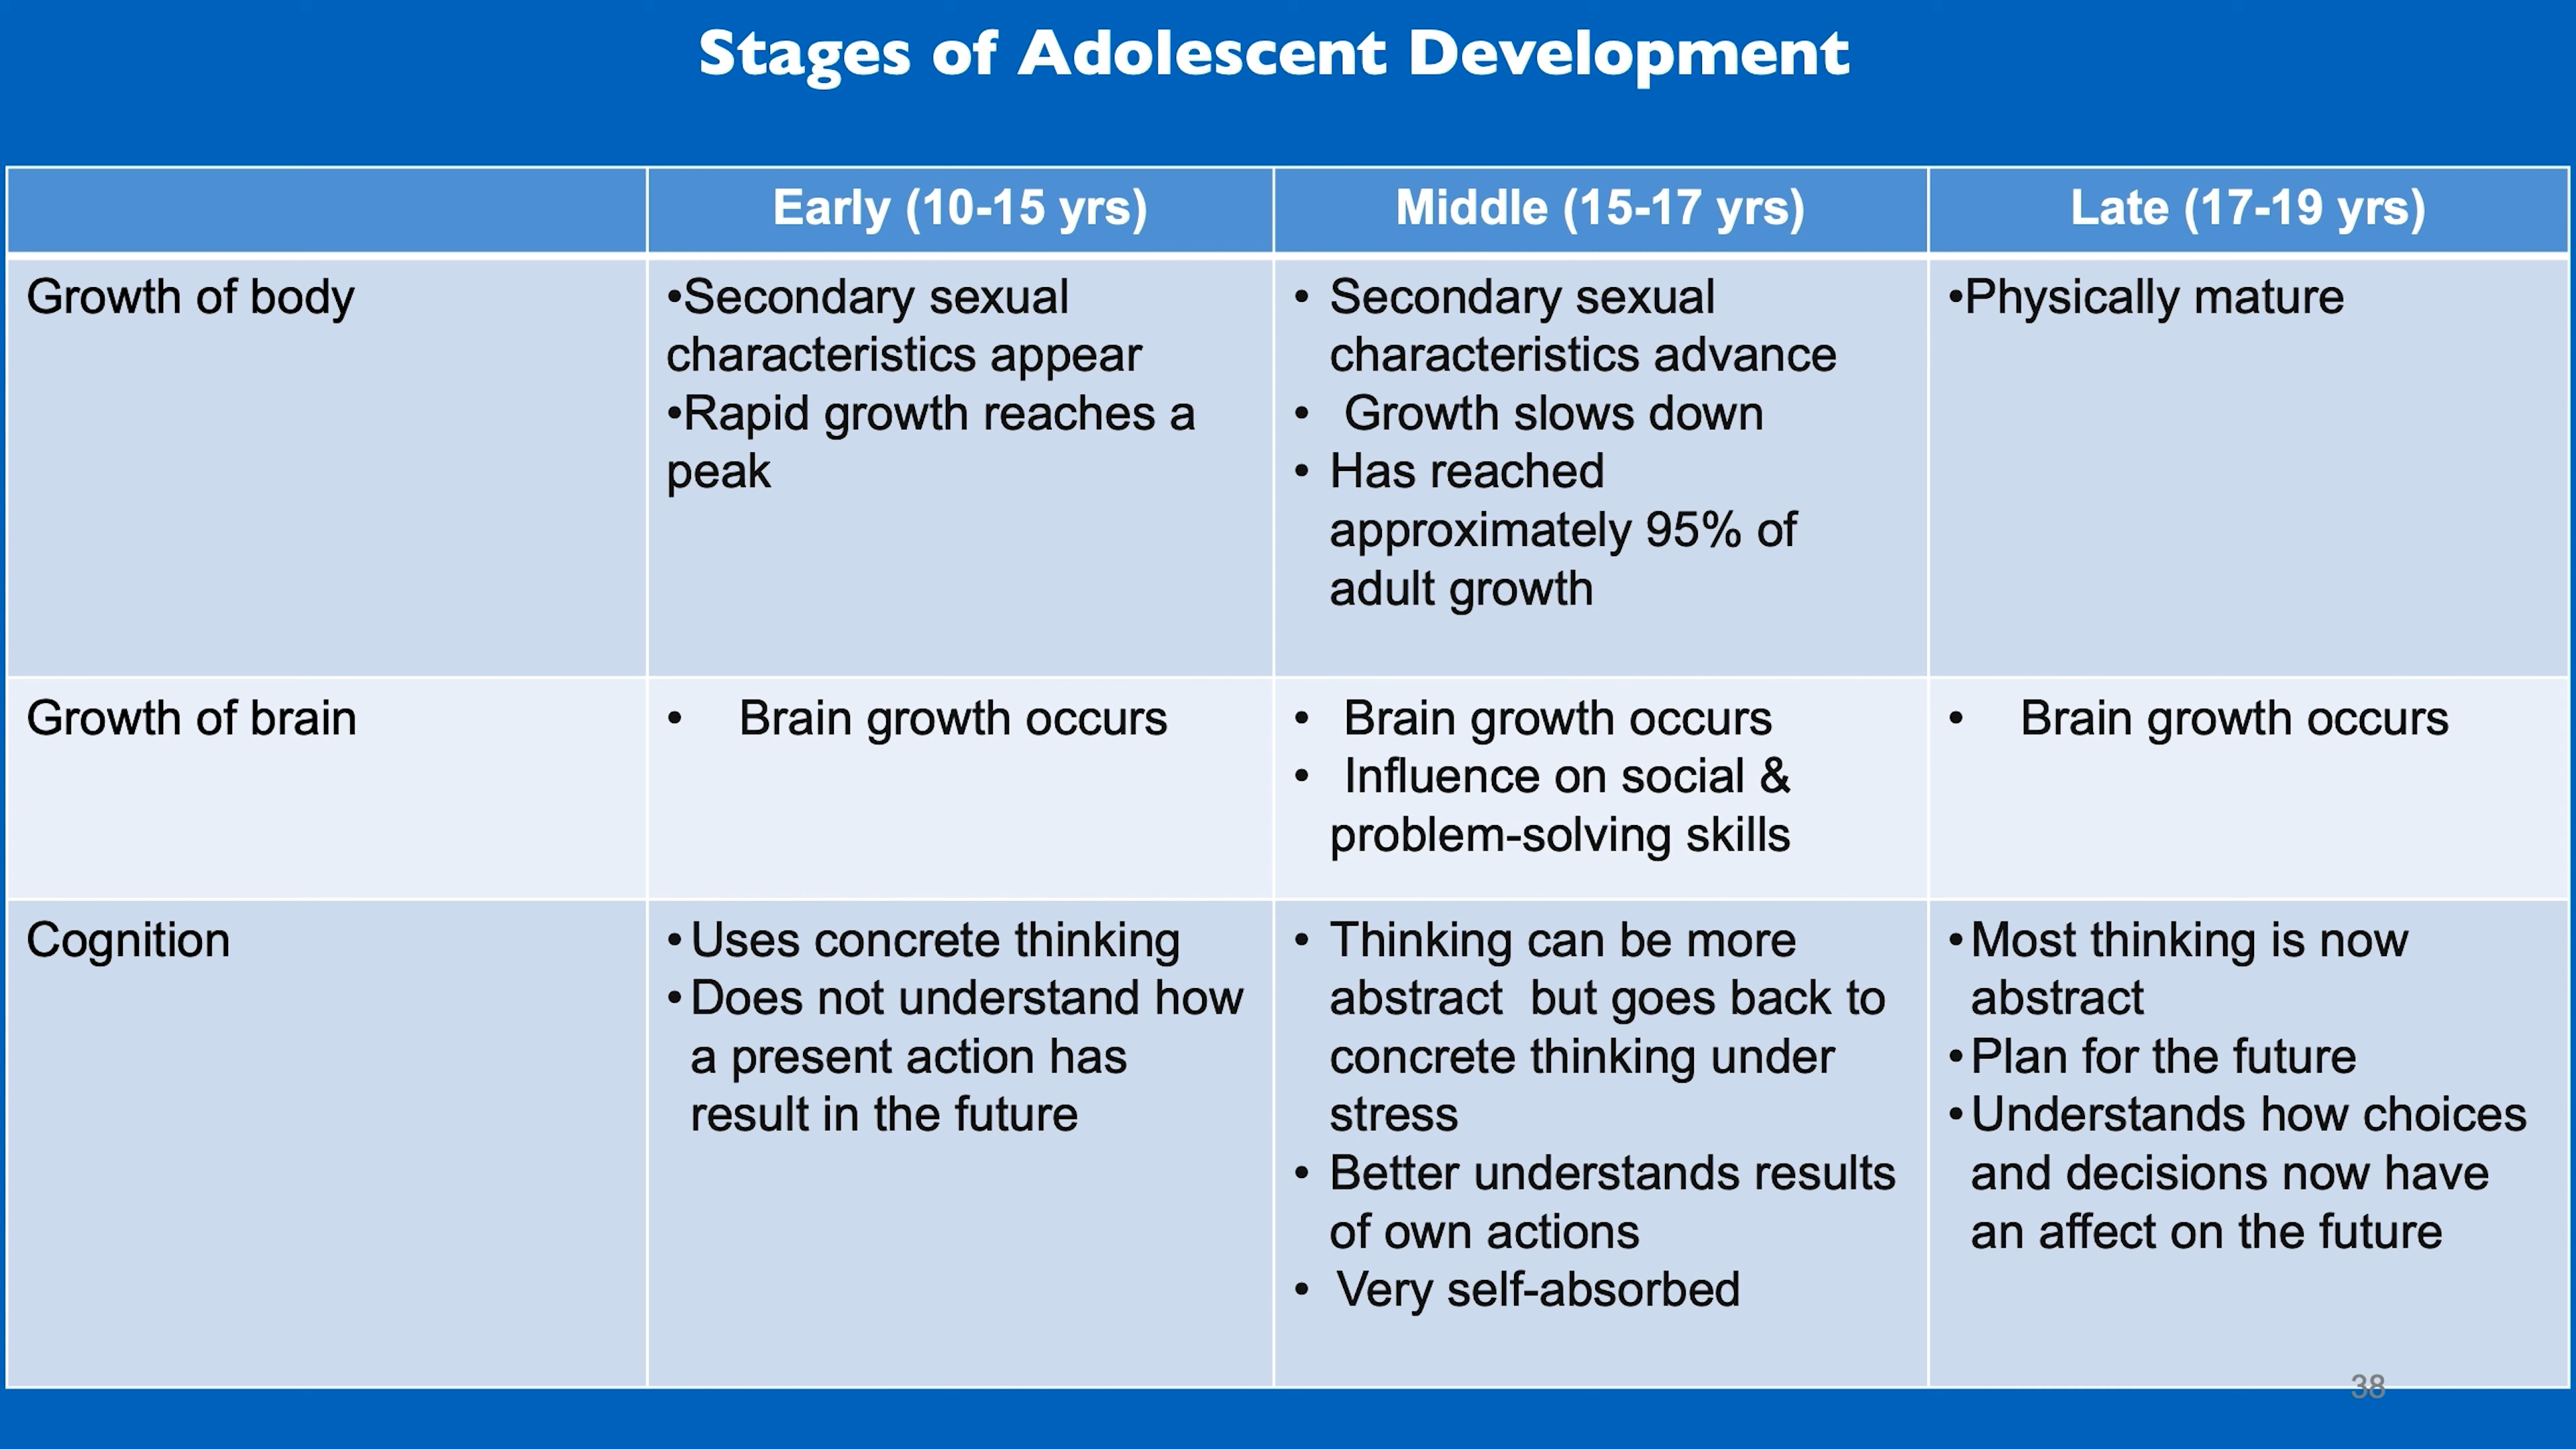 Stages of Adolescent Development
Early (10-15 yrs)
Middle (15-17 yrs)
Late (17-19 yrs)
Growth of body
•Secondary sexual
characteristics appear
•Rapid growth reaches a
peak
• Secondary sexual
characteristics advance
• Growth slows down
• Has reached
approximately 95% of
adult growth
•Physically mature
Growth of brain
• Brain growth occurs
• Brain growth occurs
• Influence on social &
problem-solving skills
• Brain growth occurs
Cognition
• Uses concrete thinking
• Does not understand how
a present action has
result in the future
• Thinking can be more
abstract but goes back to
concrete thinking under
stress
• Better understands results
of own actions
• Very self-absorbed
• Most thinking is now
abstract
• Plan for the future
• Understands how choices
and decisions now have
an affect on the future
38